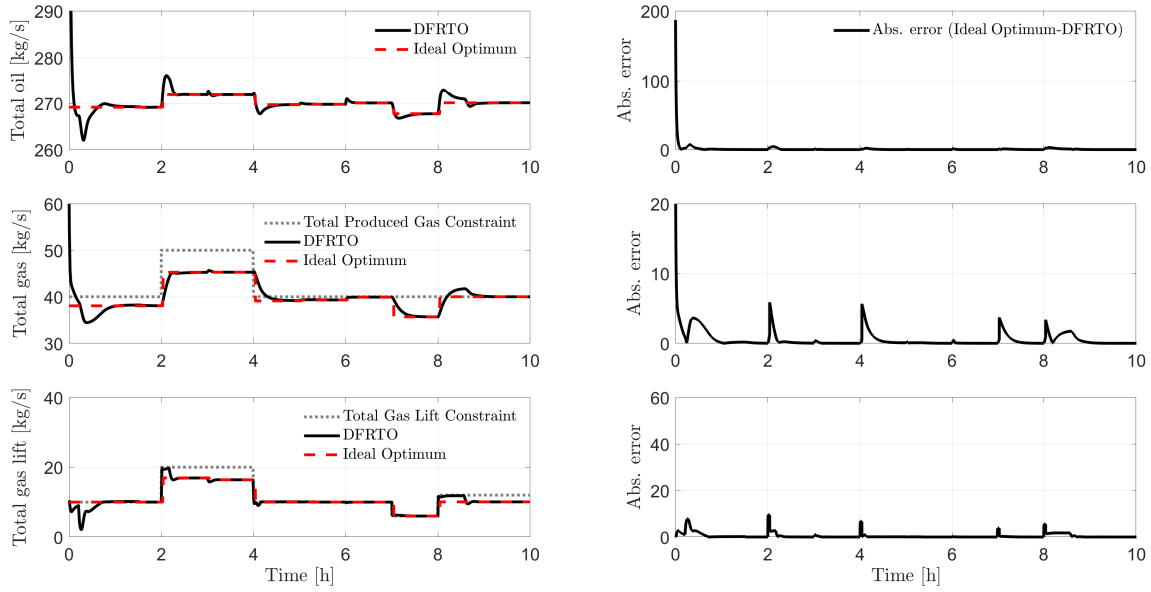 Total oil [kg/s]
290
280
270
260
DFRTO
Ideal Optimum
0 2 4 6 8 10
Abs. error
200
100
0
Abs. error (Ideal Optimum-DFRTO)
0 2 4 6 8 10
Total gas [kg/s]
60
50
40
30
Total Produced Gas Constraint
DFRTO
Ideal Optimum
0 2 4 6 8 10
Abs. error
20
10
0
0 2 4 6 8 10
Total gas lift [kg/s]
40
20
0
Total Gas Lift Constraint
DFRTO
Ideal Optimum
0 2 4 6 8 10
Time [h]
Abs. error
60
40
20
0
0 2 4 6 8 10
Time [h]